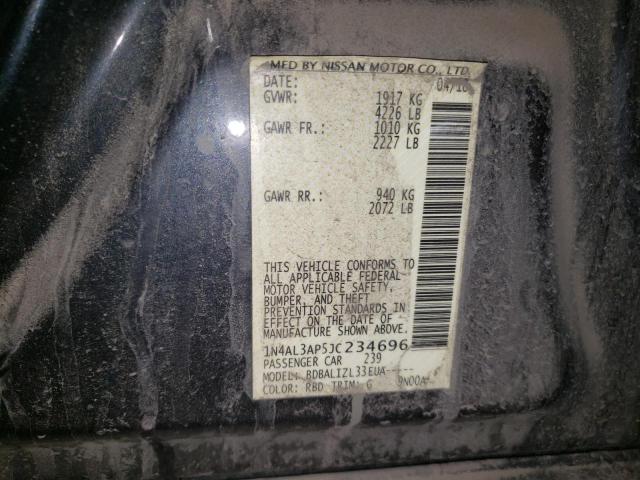 MFD BY NISSAN MOTOR CO., LTD
DATE: 04/18
GVWR: 1917 KG
4226 LB
GAWR FR.: 1010 KG
2227 LB
GAWR RR.: 940 KG
2072 LB
THIS VEHICLE CONFORMS TO
ALL APPLICABLE FEDERAL
MOTOR VEHICLE SAFETY,
BUMPER, AND THEFT
PREVENTION STANDARDS IN
EFFECT ON THE DATE OF
MANUFACTURE SHOWN ABOVE.
1N4AL3AP5JC234696
PASSENGER CAR 239
MODEL: BDBALIZL33EUA-----
COLOR: RBD TRIM: G 9N00A